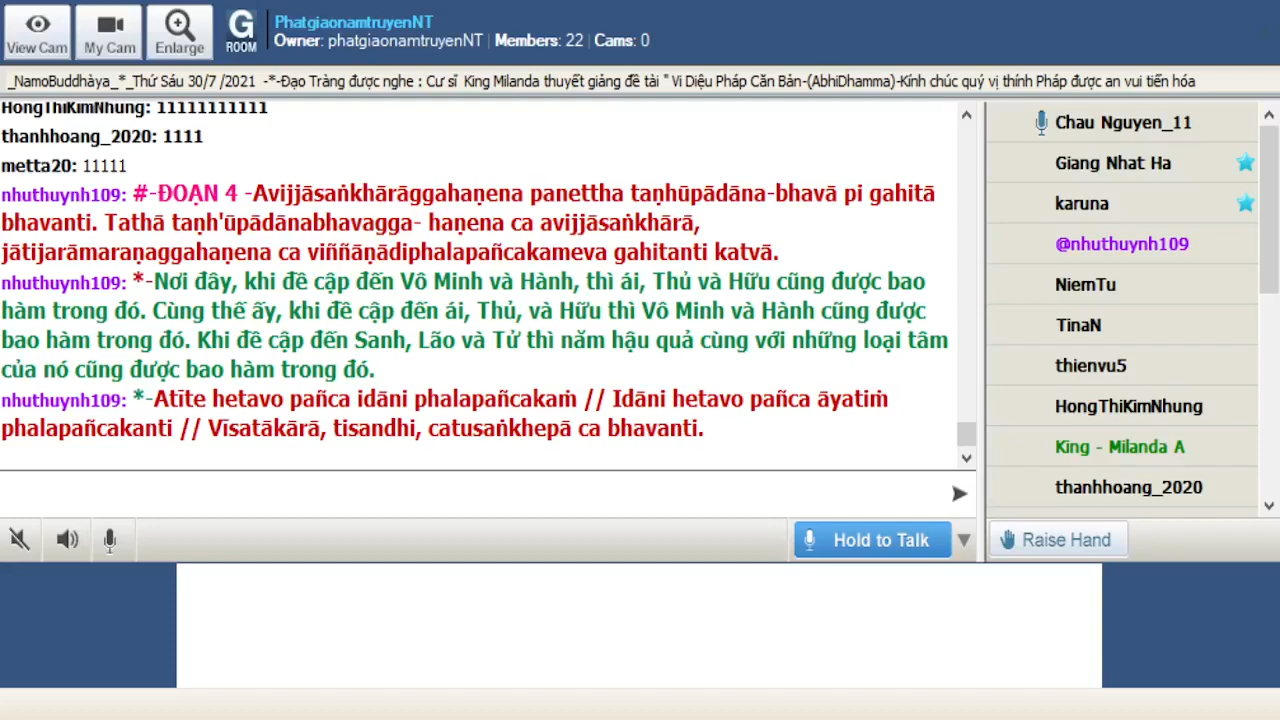 View Cam
My Cam
Enlarge
G
ROOM
PhatgiaonamtruyenNT
Owner: phatgiaonamtruyenNT | Members: 22 | Cams: 0
_NamoBuddhàya_*_Thứ Sáu 30/7 /2021 -*-Đạo Tràng được nghe : Cư sĩ King Milanda thuyết giảng đề tài " Vi Diệu Pháp Căn Bản-(AbhiDhamma)-Kính chúc quý vị thính Pháp được an vui tiến hóa
HongThiKimNhung: 11111111111
thanhhoang_2020: 1111
metta20: 11111
nhuthuynh109: #-ĐOẠN 4 -Avijjāsaṅkhārāggahaṇena panettha taṇhūpādāna-bhavā pi gahitā
bhavanti. Tathā taṇh'ūpādānabhavagga- haṇena ca avijjāsaṅkhārā,
jātijarāmaraṇaggahaṇena ca viññāṇādiphalapañcakameva gahitanti katvā.
nhuthuynh109: *-Nơi đây, khi đề cập đến Vô Minh và Hành, thì ái, Thủ và Hữu cũng được bao
hàm trong đó. Cùng thế ấy, khi đề cập đến ái, Thủ, và Hữu thì Vô Minh và Hành cũng được
bao hàm trong đó. Khi đề cập đến Sanh, Lão và Tử thì năm hậu quả cùng với những loại tâm
của nó cũng được bao hàm trong đó.
nhuthuynh109: *-Atīte hetavo pañca idāni phalapañcakaṁ // Idāni hetavo pañca āyatiṁ
phalapañcakanti // Vīsatākārā, tisandhi, catusaṅkhepā ca bhavanti.
Hold to Talk
Chau Nguyen_11
Giang Nhat Ha
karuna
@nhuthuynh109
NiemTu
TinaN
thienvu5
HongThiKimNhung
King - Milanda A
thanhhoang_2020
Raise Hand